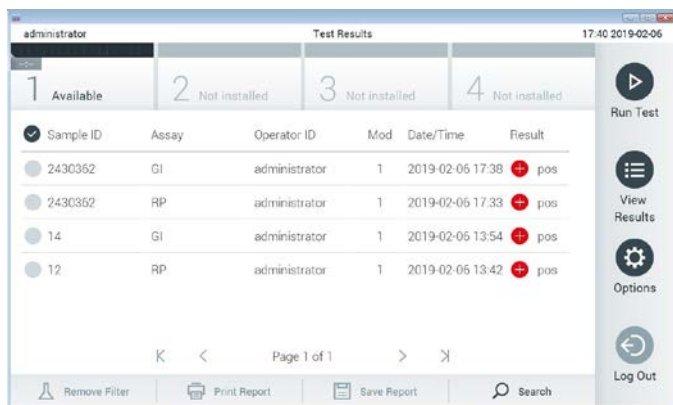 administrator Test Results 17:40 2019-02-06
1 Available 2 Not installed 3 Not installed 4 Not installed
Run Test
Sample ID Assay Operator ID Mod Date/Time Result
2430362 GI administrator 1 2019-02-06 17:38 pos
2430362 RP administrator 1 2019-02-06 17:33 pos
View
Results
14 GI administrator 1 2019-02-06 13:54 pos
12 RP administrator 1 2019-02-06 13:42 pos
Options
Page 1 of 1
Log Out
Remove Filter Print Report Save Report Search